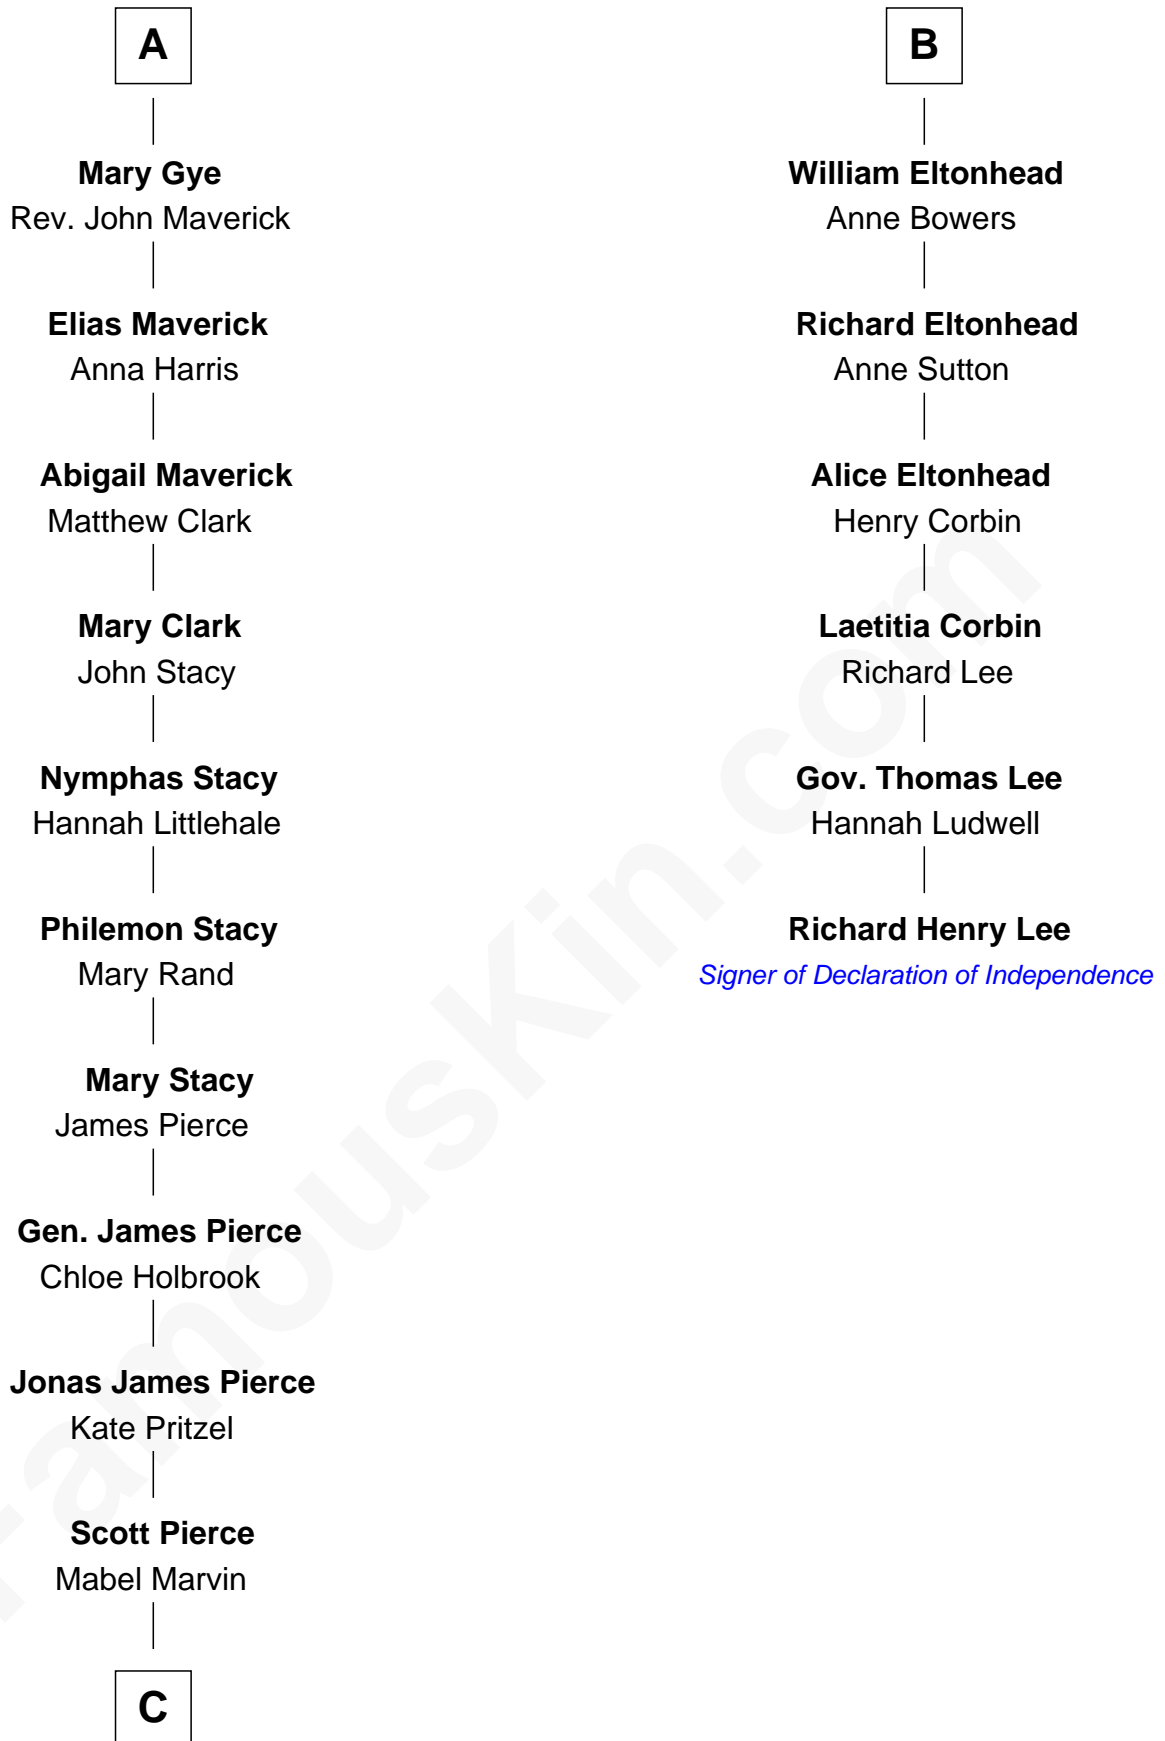 A
Mary Gye
Rev. John Maverick
Elias Maverick
Anna Harris
Abigail Maverick
Matthew Clark
Mary Clark
John Stacy
Nymphas Stacy
Hannah Littlehale
Philemon Stacy
Mary Rand
Mary Stacy
James Pierce
Gen. James Pierce
Chloe Holbrook
Jonas James Pierce
Kate Pritzel
Scott Pierce
Mabel Marvin
C
B
William Eltonhead
Anne Bowers
Richard Eltonhead
Anne Sutton
Alice Eltonhead
Henry Corbin
Laetitia Corbin
Richard Lee
Gov. Thomas Lee
Hannah Ludwell
Richard Henry Lee
Signer of Declaration of Independence
FamousKin.com